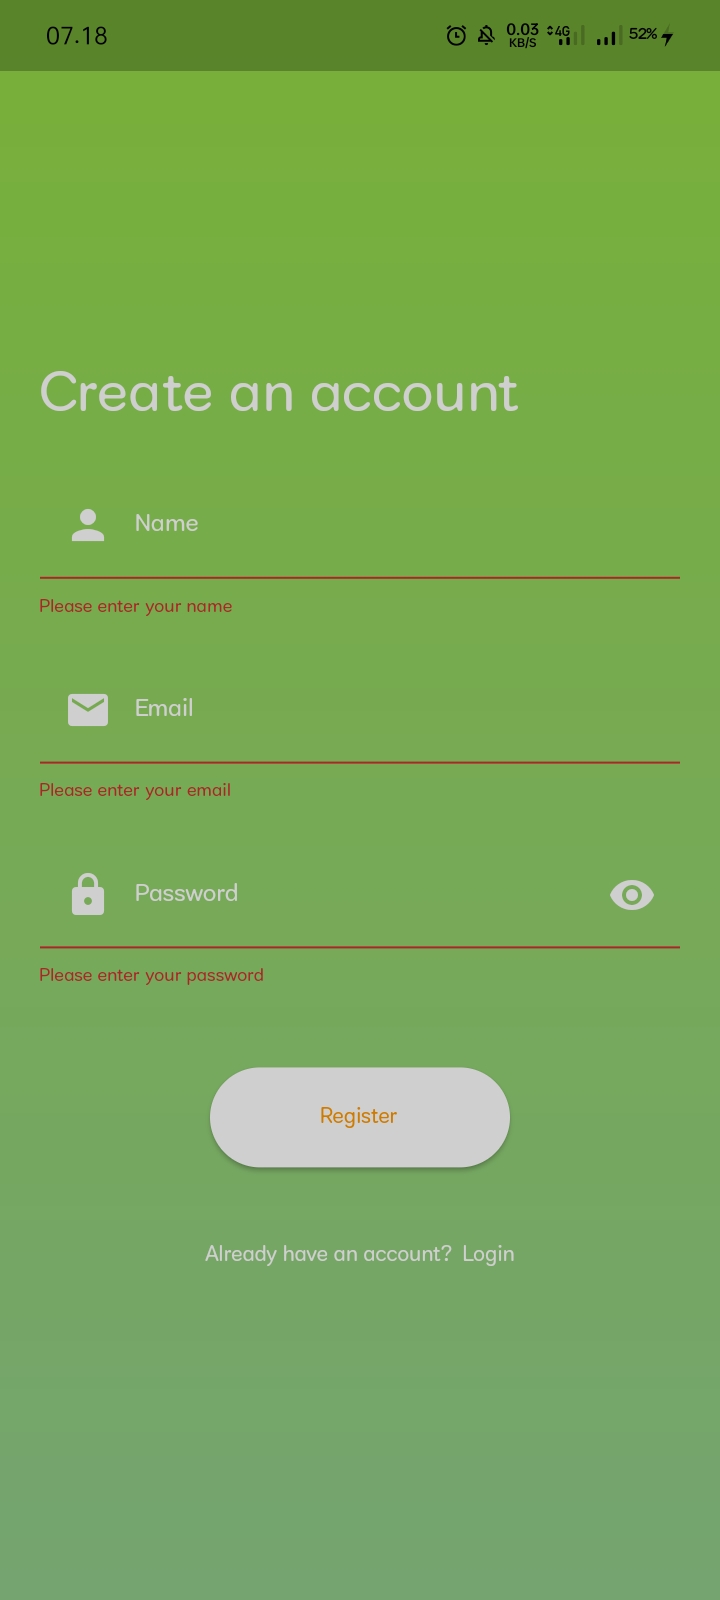 07.18 0.03 KB/S 4G 52%
Create an account
Name
Please enter your name
Email
Please enter your email
Password
Please enter your password
Register
Already have an account? Login